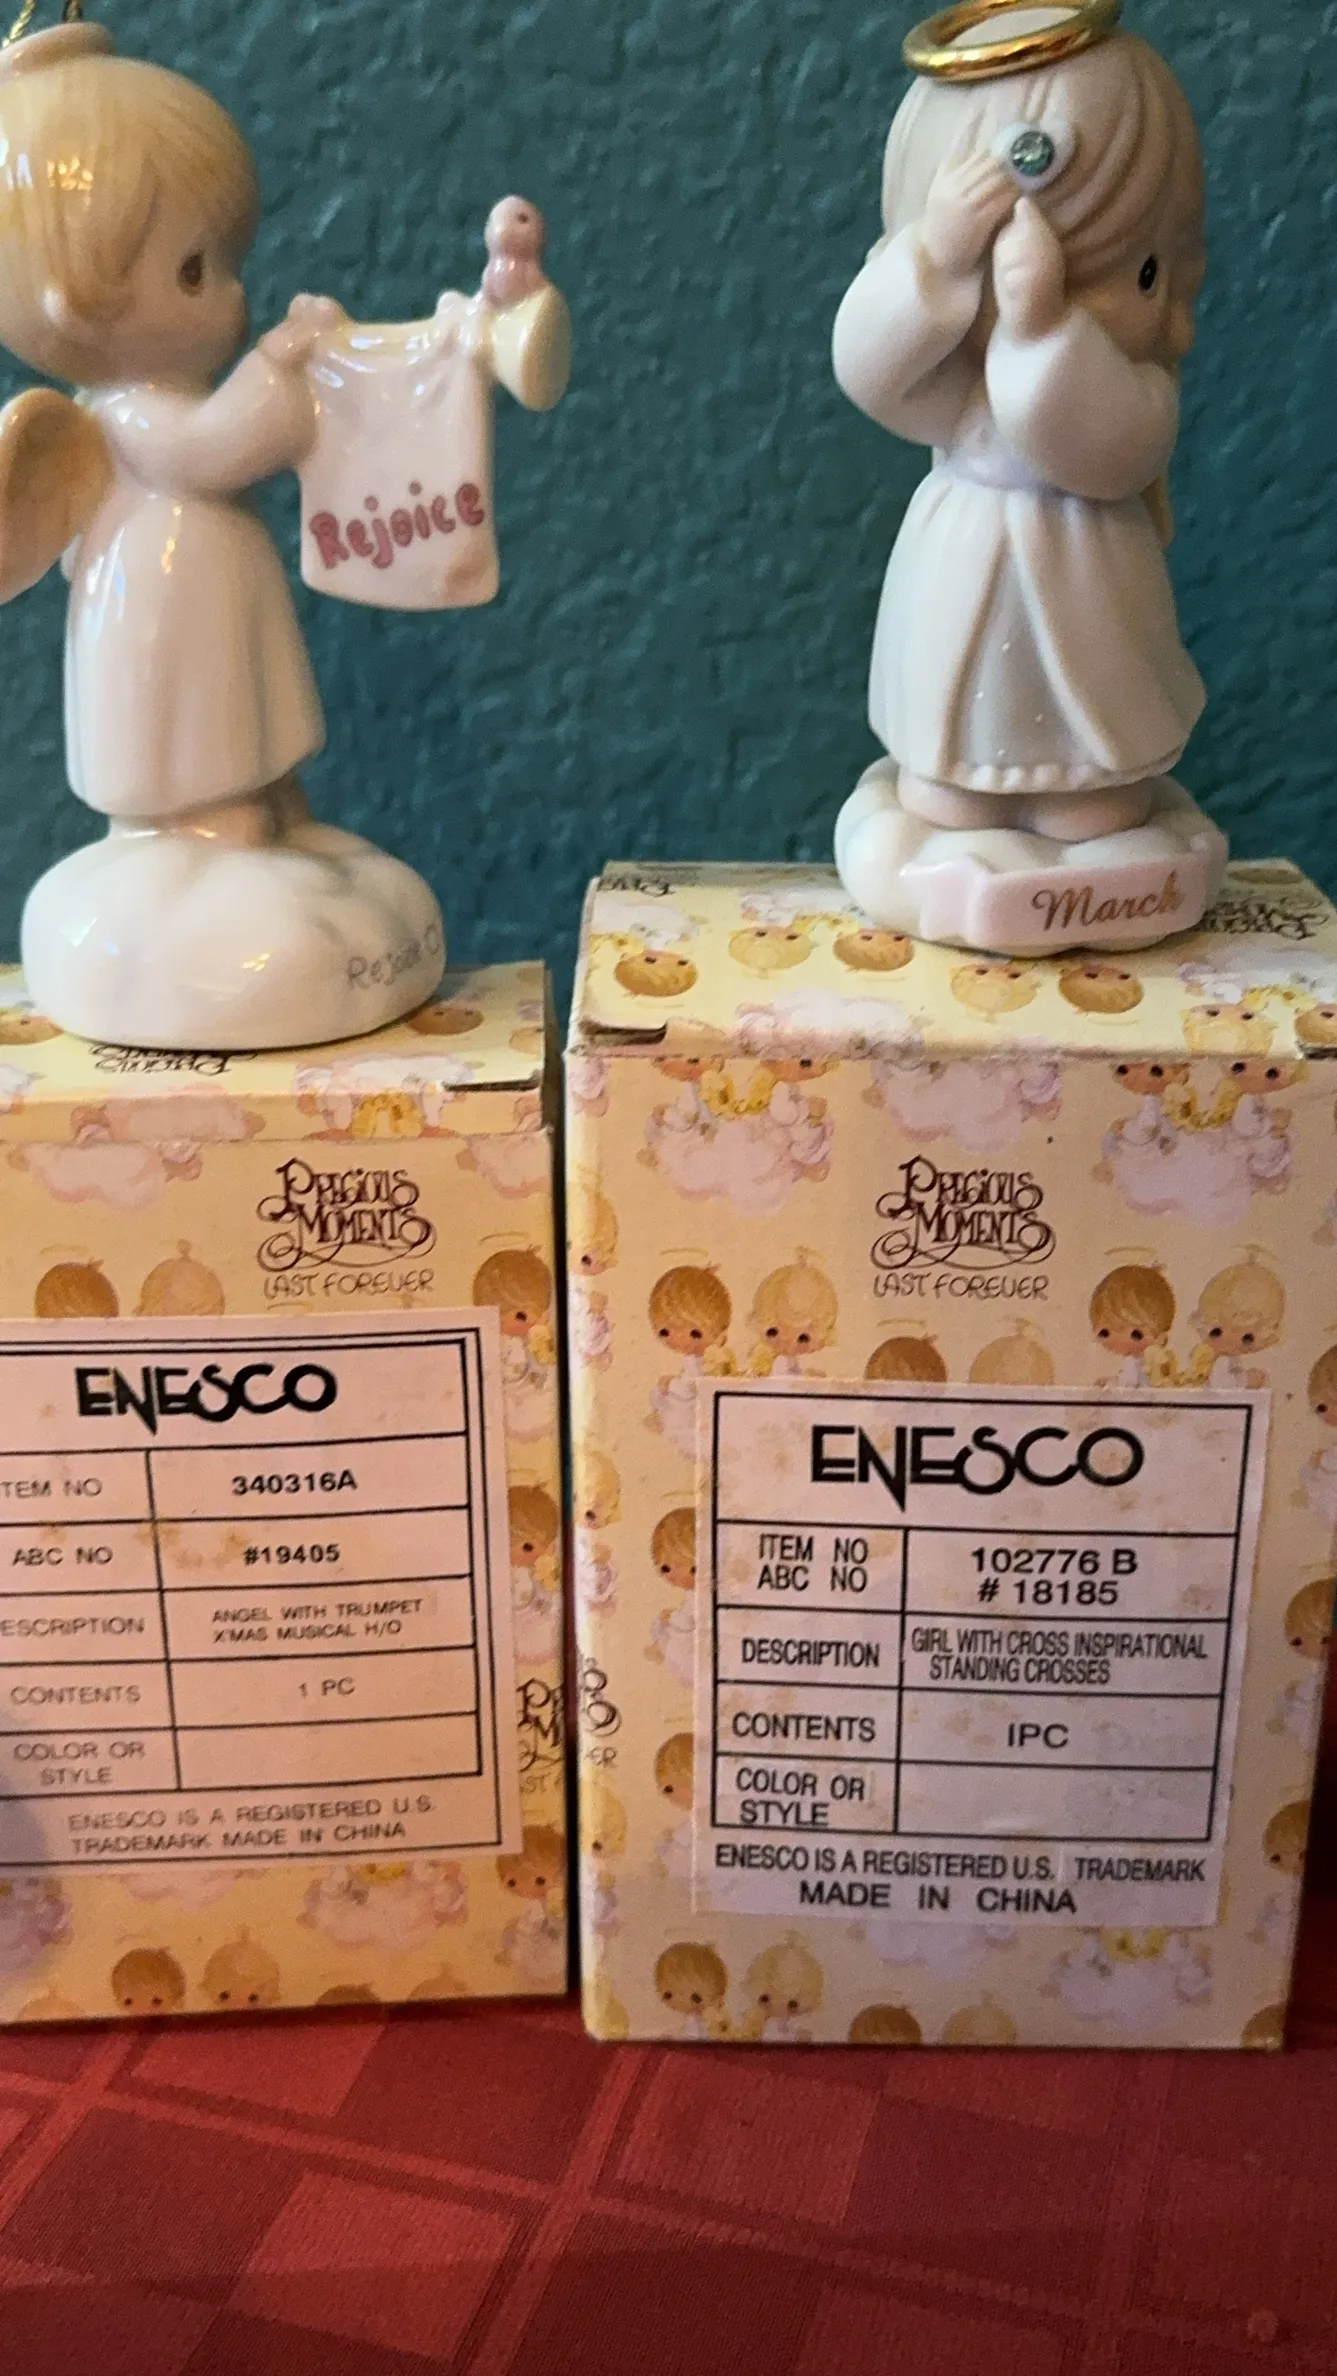 Rejoice
Rejoice O
March
PRECIOUS
MOMENTS
LAST FOREVER
ENESCO
TEM NO 340316A
ABC NO #19405
ESCRIPTION ANGEL WITH TRUMPET
X'MAS MUSICAL H/O
CONTENTS 1 PC
COLOR OR
STYLE
ENESCO IS A REGISTERED U.S.
TRADEMARK MADE IN CHINA
PRECIOUS
MOMENTS
LAST FOREVER
ENESCO
ITEM NO 102776 B
ABC NO # 18185
DESCRIPTION GIRL WITH CROSS INSPIRATIONAL
STANDING CROSSES
CONTENTS IPC
COLOR OR
STYLE
ENESCO IS A REGISTERED U.S. TRADEMARK
MADE IN CHINA